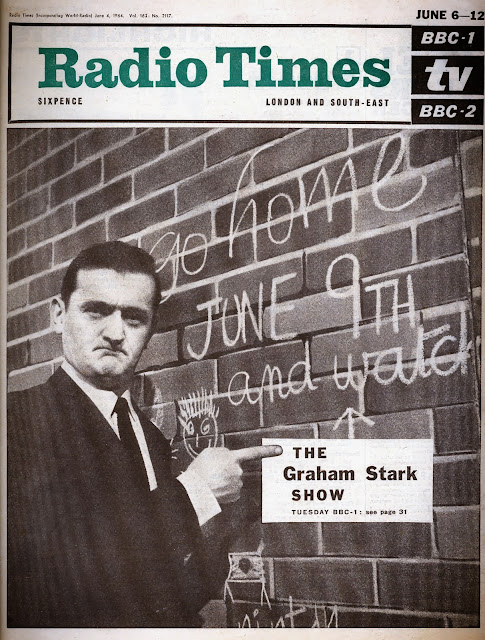 Radio Times (Incorporating World-Radio) June 4, 1964. Vol. 163: No. 2117.
JUNE 6—12
Radio Times
SIXPENCE
LONDON AND SOUTH-EAST
BBC-1
tv
BBC-2
go home
JUNE 9TH
and watch
THE
Graham Stark
SHOW
TUESDAY BBC-1: see page 31